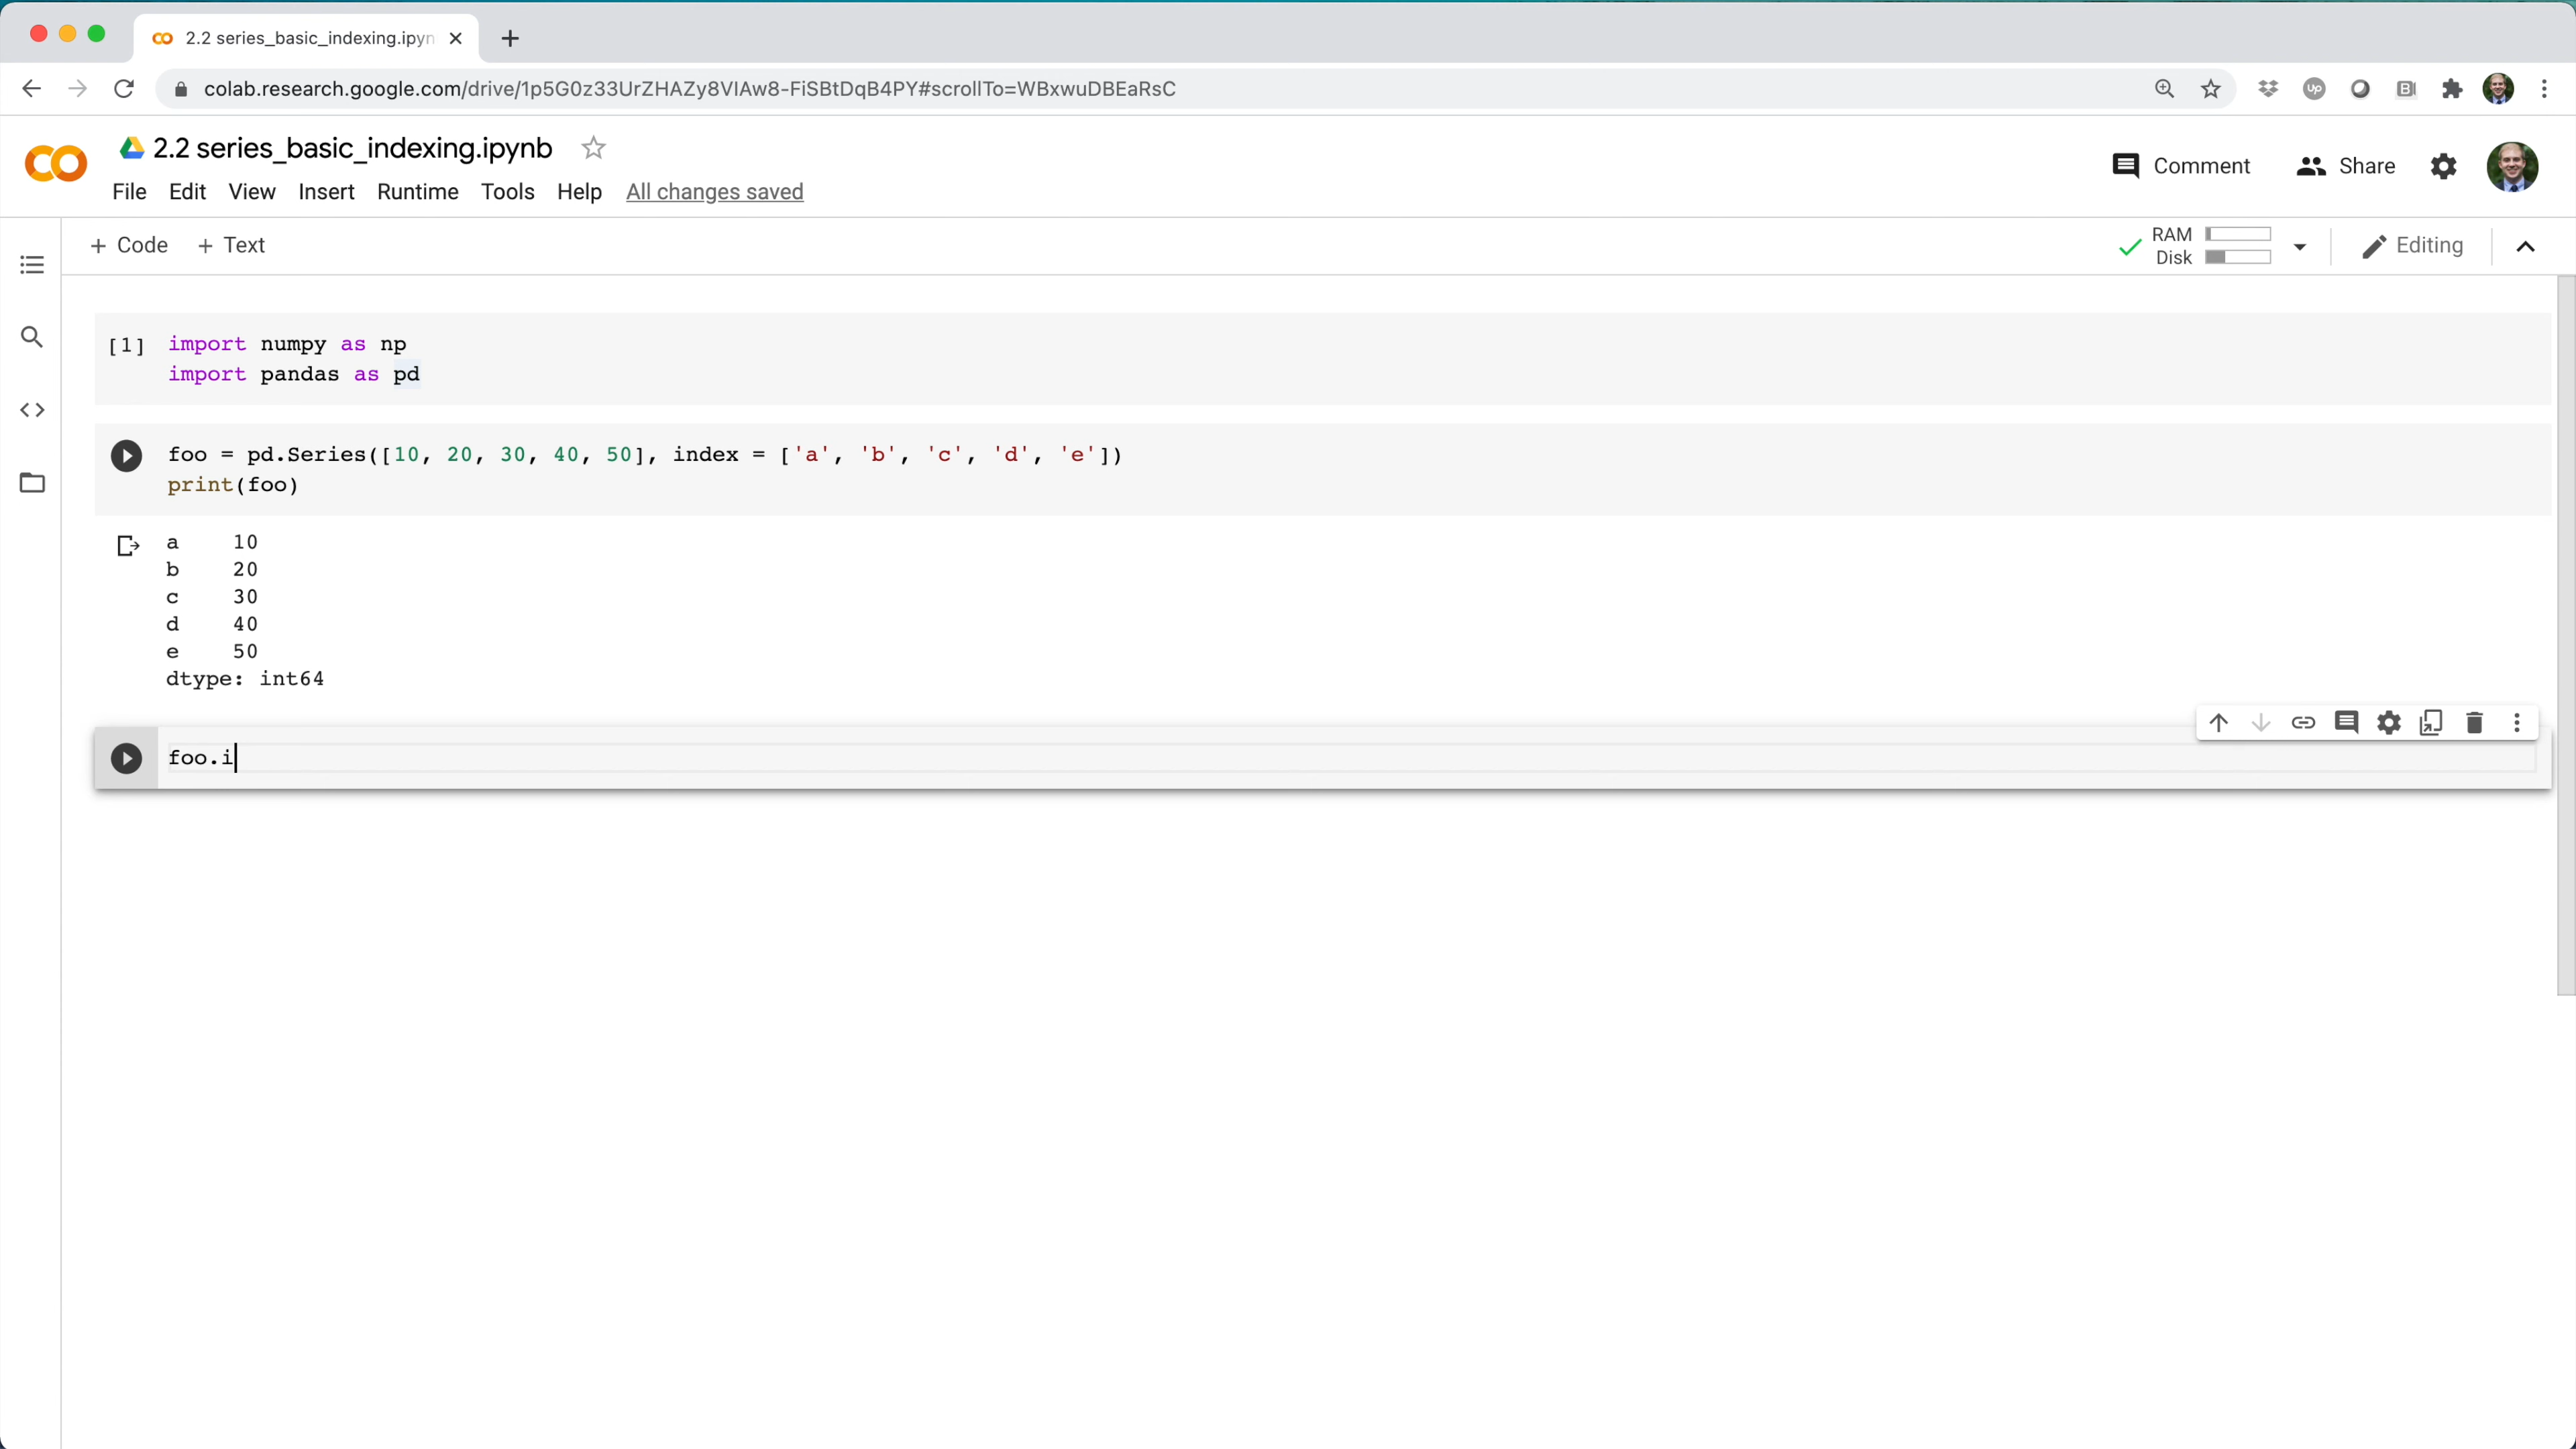 2.2 series_basic_indexing.ipyn
colab.research.google.com/drive/1p5G0z33UrZHAZy8VIAw8-FiSBtDqB4PY#scrollTo=WBxwuDBEaRsC
2.2 series_basic_indexing.ipynb
File Edit View Insert Runtime Tools Help All changes saved
Comment
Share
+ Code + Text
RAM
Disk
Editing
[1] import numpy as np
import pandas as pd
foo = pd.Series([10, 20, 30, 40, 50], index = ['a', 'b', 'c', 'd', 'e'])
print(foo)
a 10
b 20
c 30
d 40
e 50
dtype: int64
foo.i